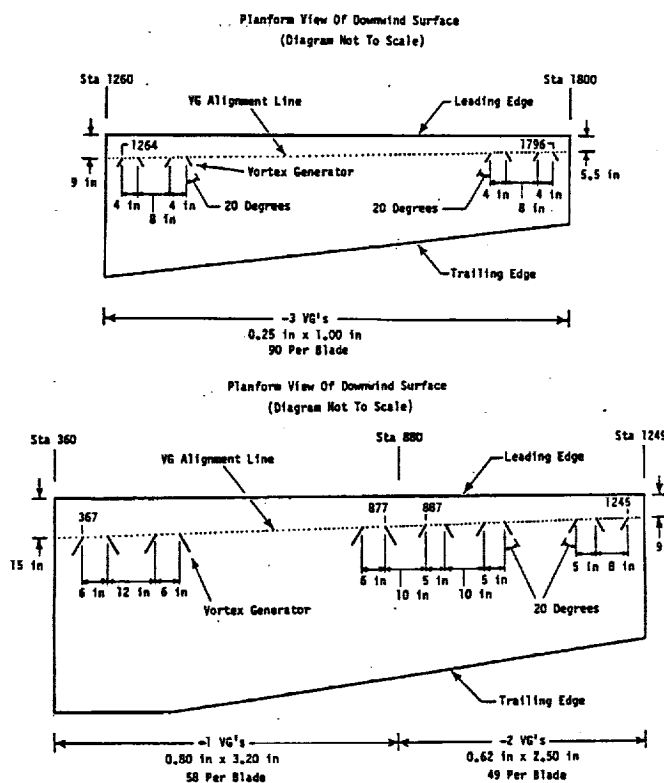 Planform View Of Downwind Surface
(Diagram Not To Scale)
Sta 1260
Sta 1800
VG Alignment Line
Leading Edge
1264
1796
9 in
5.5 in
Vortex Generator
4 in
8 in
4 in
20 Degrees
20 Degrees
4 in
8 in
4 in
Trailing Edge
-3 VG's
0.25 in x 1.00 in
90 Per Blade
Planform View Of Downwind Surface
(Diagram Not To Scale)
Sta 360
Sta 880
Sta 1249
VG Alignment Line
Leading Edge
367
877
887
1245
15 in
9
6 in
12 in
6 in
Vortex Generator
6 in
10 in
5 in
10 in
5 in
5 in
8 in
20 Degrees
Trailing Edge
-1 VG's
0.80 in x 3.20 in
58 Per Blade
-2 VG's
0.62 in x 2.50 in
49 Per Blade